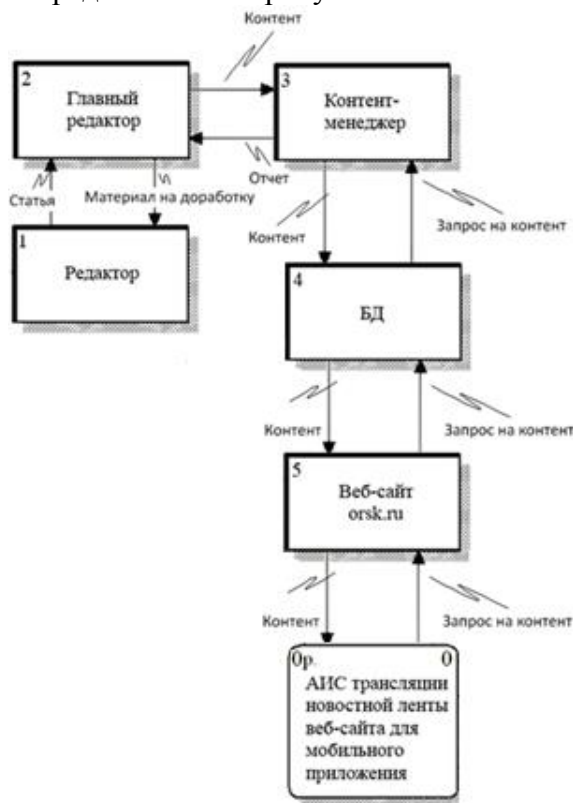 Контент
2
Главный
редактор
3
Контент-
менеджер
Отчет
Статья
Материал на доработку
1
Редактор
Контент
Запрос на контент
4
БД
Контент
Запрос на контент
5
Веб-сайт
orsk.ru
Контент
Запрос на контент
0р.
0
АИС трансляции
новостной ленты
веб-сайта для
мобильного
приложения